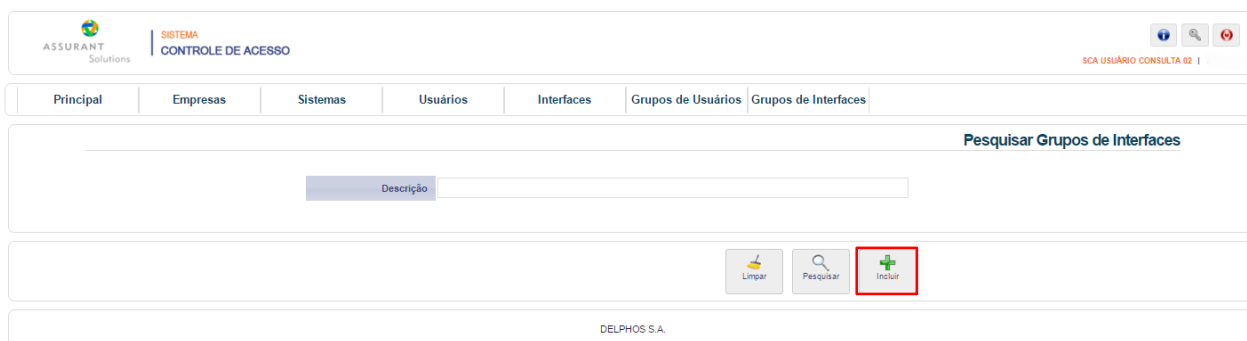 ASSURANT
Solutions
SISTEMA
CONTROLE DE ACESSO
SCA USUÁRIO CONSULTA 02 |
Principal Empresas Sistemas Usuários Interfaces Grupos de Usuários Grupos de Interfaces
Pesquisar Grupos de Interfaces
Descrição
Limpar Pesquisar Incluir
DELPHOS S.A.